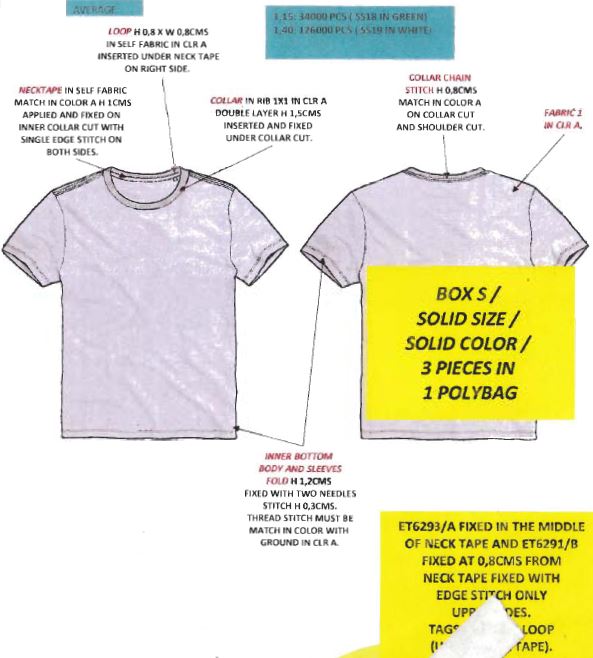 AVERAGE
1,15: 34000 PCS ( 5518 IN GREEN)
1,40: 126000 PCS ( 5519 IN WHITE)
LOOP H 0,8 X W 0,8CMS
IN SELF FABRIC IN CLR A
INSERTED UNDER NECK TAPE
ON RIGHT SIDE.
NECKTAPE IN SELF FABRIC
MATCH IN COLOR A H 1CMS
APPLIED AND FIXED ON
INNER COLLAR CUT WITH
SINGLE EDGE STITCH ON
BOTH SIDES.
COLLAR IN RIB 1X1 IN CLR A
DOUBLE LAYER H 1,5CMS
INSERTED AND FIXED
UNDER COLLAR CUT.
COLLAR CHAIN
STITCH H 0,8CMS
MATCH IN COLOR A
ON COLLAR CUT
AND SHOULDER CUT.
FABRIC 1
IN CLR A.
BOX S /
SOLID SIZE /
SOLID COLOR /
3 PIECES IN
1 POLYBAG
INNER BOTTOM
BODY AND SLEEVES
FOLD H 1,2CMS
FIXED WITH TWO NEEDLES
STITCH H 0,3CMS.
THREAD STITCH MUST BE
MATCH IN COLOR WITH
GROUND IN CLR A.
ET6293/A FIXED IN THE MIDDLE
OF NECK TAPE AND ET6291/B
FIXED AT 0,8CMS FROM
NECK TAPE FIXED WITH
EDGE STITCH ONLY
LOOP
TAPE).